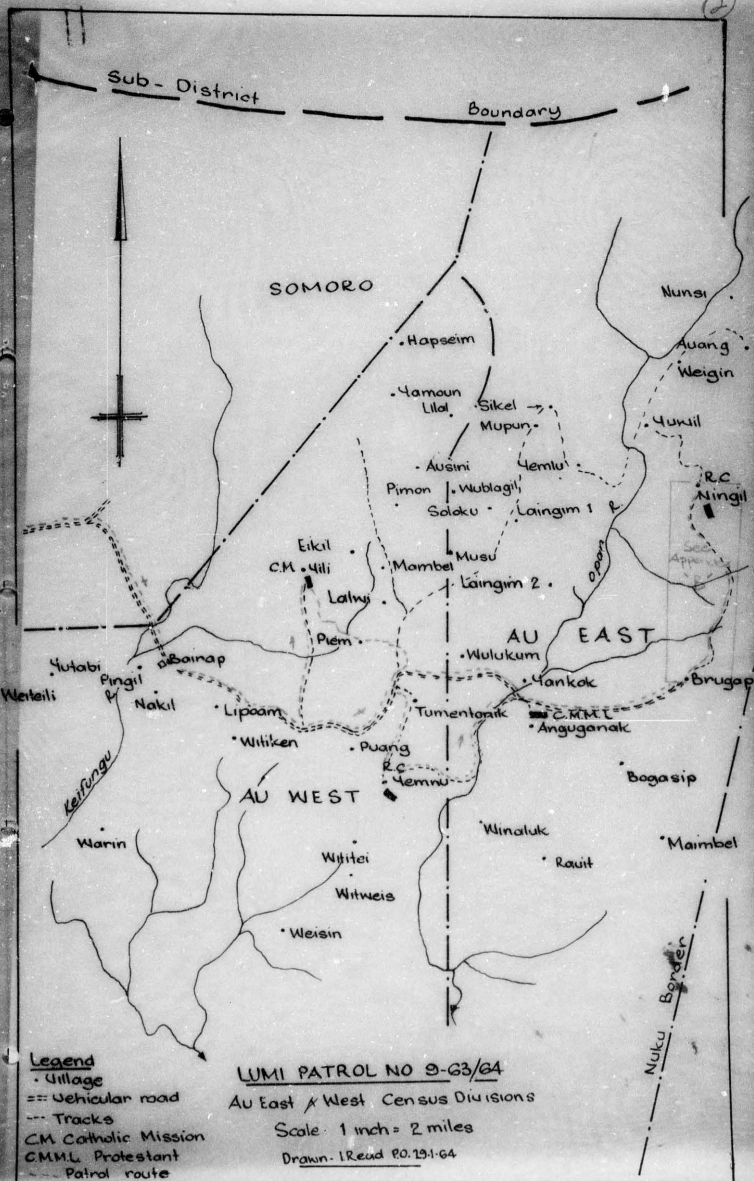 (2)
Sub-District Boundary
SOMORO
Nunsi
Hapseim
Auang
Weigin
Yamoun
Lilal
Sikel
Mupun
Yuwil
Ausini
Yemlu
R.C
Ningil
Pimon
Wublagil
Soloku
Laingim 1
R
Opan
See
Eikil
C.M Yili
Mambel
Musu
Laingim 2
Lalwi
AU EAST
Piem
Wulukum
Bainap
Yutabi
Pingil
Weiteili
R
Nakil
Yankok
Brugap
Lipoam
Tumentonik
C.M.M.L
Anguganak
Witiken
Puang
R.C
Yemnu
Bogasip
Keifungu
AU WEST
Warin
Winaluk
Maimbel
Wititei
Rauit
Witweis
Weisin
Nuku Border
Legend
Village
Vehicular road
Tracks
C.M Catholic Mission
C.M.M.L Protestant
Patrol route
LUMI PATROL NO 9-63/64
Au East & West Census Divisions
Scale 1 inch = 2 miles
Drawn - I.Read P.O. 29.1.64